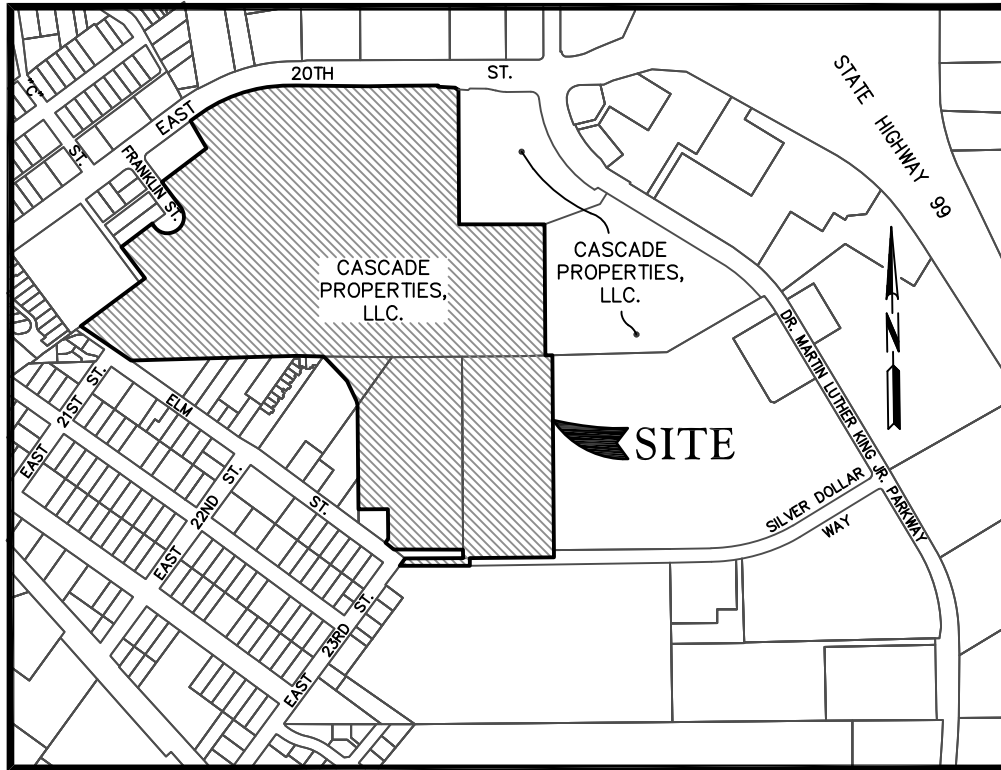 20TH ST.
EAST
"C"
ST.
FRANKLIN ST.
STATE HIGHWAY 99
CASCADE
PROPERTIES,
LLC.
CASCADE
PROPERTIES,
LLC.
N
DR. MARTIN LUTHER KING JR. PARKWAY
SITE
SILVER DOLLAR
WAY
ELM ST.
EAST 21ST ST.
EAST 22ND ST.
EAST 23RD ST.